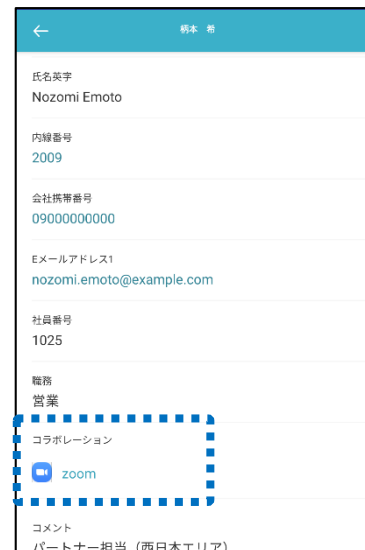 柄本 希
氏名英字
Nozomi Emoto
内線番号
2009
会社携帯番号
09000000000
Eメールアドレス1
nozomi.emoto@example.com
社員番号
1025
職務
営業
コラボレーション
zoom
コメント
パートナー担当（西日本エリア）